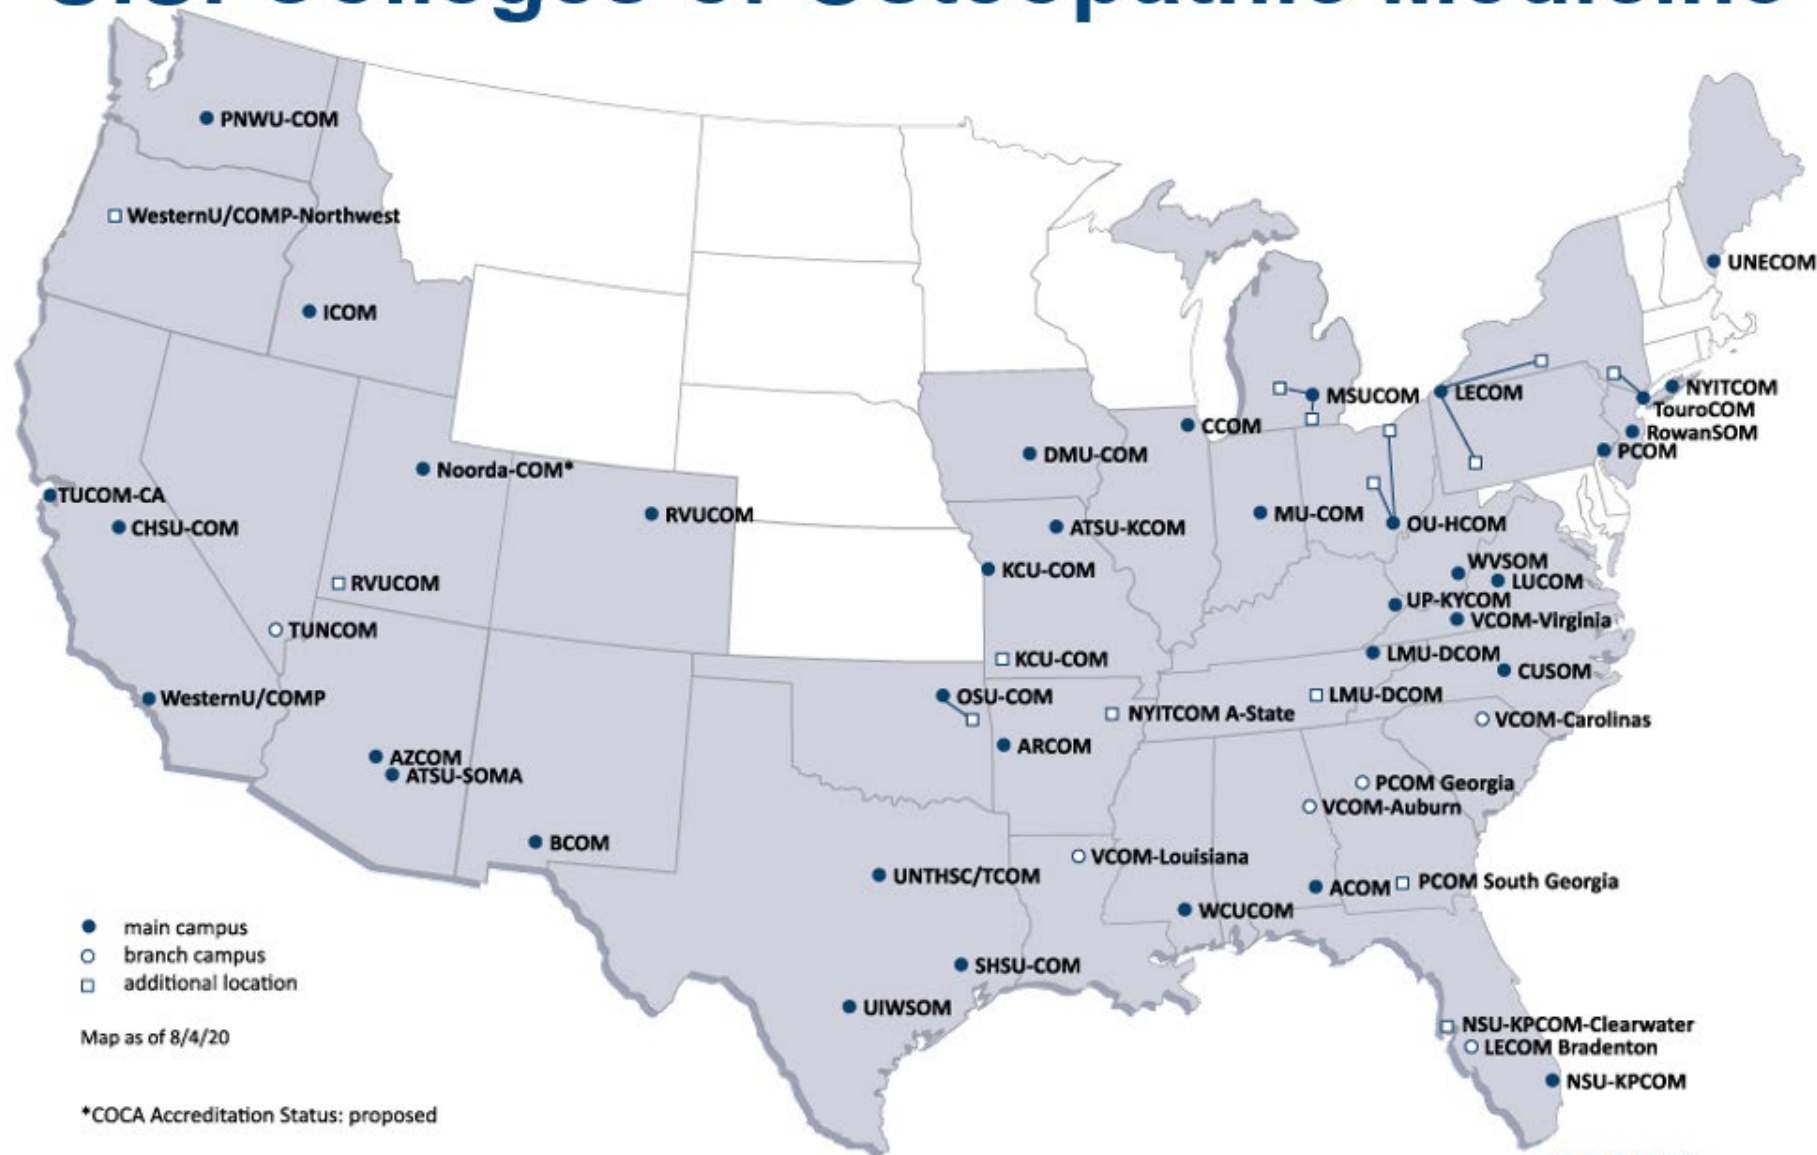 U.S. Colleges of Osteopathic Medicine
PNWU-COM
WesternU/COMP-Northwest
UNECOM
ICOM
MSUCOM
LECOM
NYITCOM
TouroCOM
CCOM
RowanSOM
PCOM
DMU-COM
Noorda-COM*
TUCOM-CA
RVUCOM
MU-COM
CHSU-COM
ATSU-KCOM
OU-HCOM
WVSOM
KCU-COM
LUCOM
RVUCOM
UP-KYCOM
VCOM-Virginia
TUNCOM
LMU-DCOM
KCU-COM
CUSOM
WesternU/COMP
OSU-COM
LMU-DCOM
NYITCOM A-State
VCOM-Carolinas
ARCOM
AZCOM
ATSU-SOMA
PCOM Georgia
VCOM-Auburn
BCOM
VCOM-Louisiana
UNTHSC/TCOM
ACOM
PCOM South Georgia
WCUCOM
main campus
branch campus
SHSU-COM
additional location
UIWSOM
NSU-KPCOM-Clearwater
Map as of 8/4/20
LECOM Bradenton
NSU-KPCOM
*COCA Accreditation Status: proposed